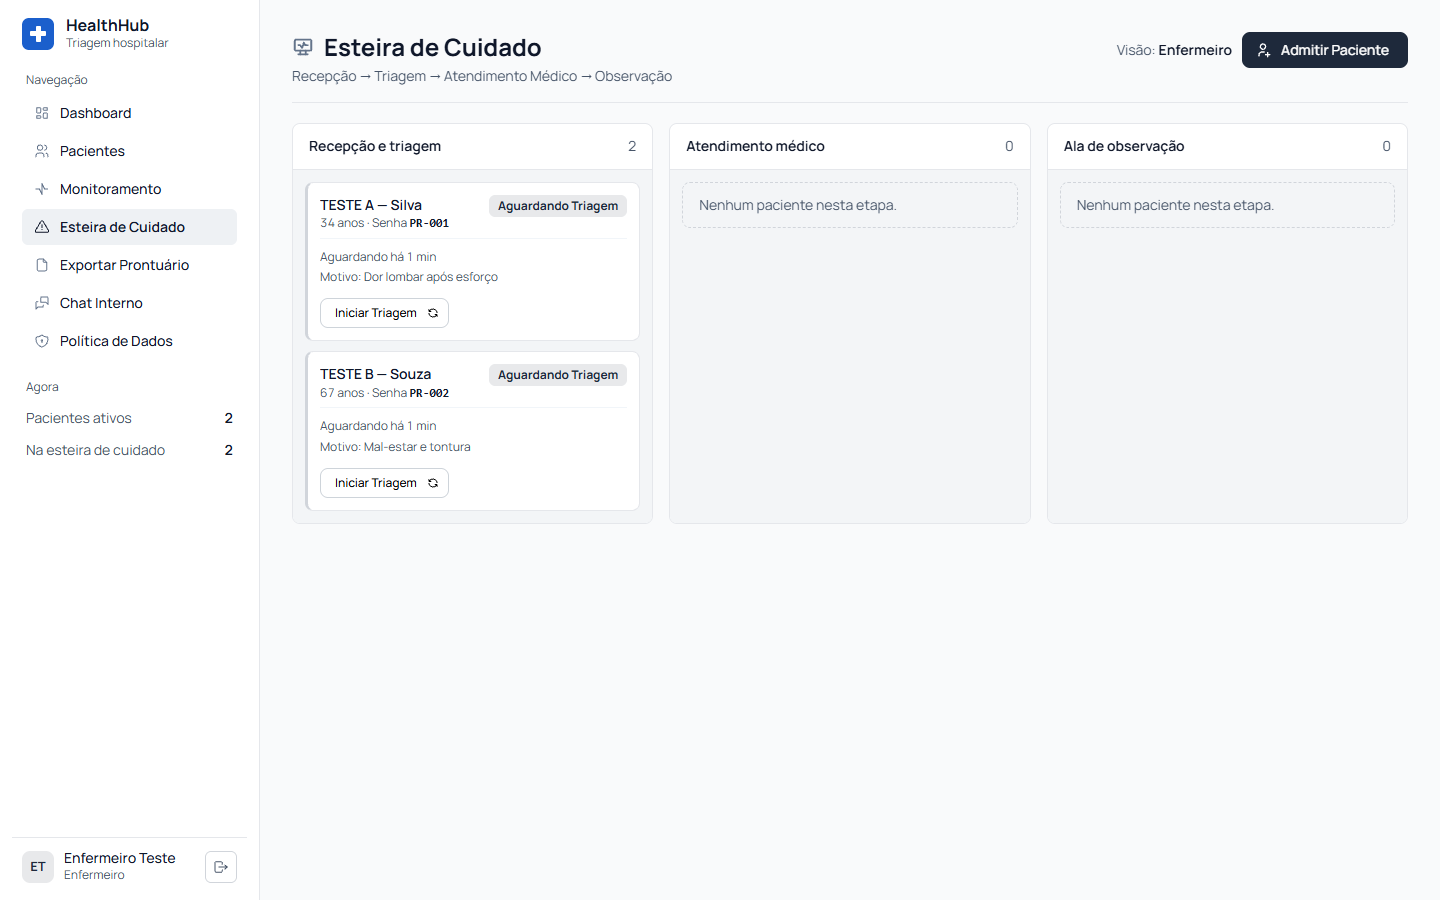 HealthHub
Triagem hospitalar
Navegação
Dashboard
Pacientes
Monitoramento
Esteira de Cuidado
Exportar Prontuário
Chat Interno
Política de Dados
Agora
Pacientes ativos 2
Na esteira de cuidado 2
ET
Enfermeiro Teste
Enfermeiro
Esteira de Cuidado
Recepção → Triagem → Atendimento Médico → Observação
Visão: Enfermeiro
Admitir Paciente
Recepção e triagem 2
TESTE A — Silva
Aguardando Triagem
34 anos · Senha PR-001
Aguardando há 1 min
Motivo: Dor lombar após esforço
Iniciar Triagem
TESTE B — Souza
Aguardando Triagem
67 anos · Senha PR-002
Aguardando há 1 min
Motivo: Mal-estar e tontura
Iniciar Triagem
Atendimento médico 0
Nenhum paciente nesta etapa.
Ala de observação 0
Nenhum paciente nesta etapa.